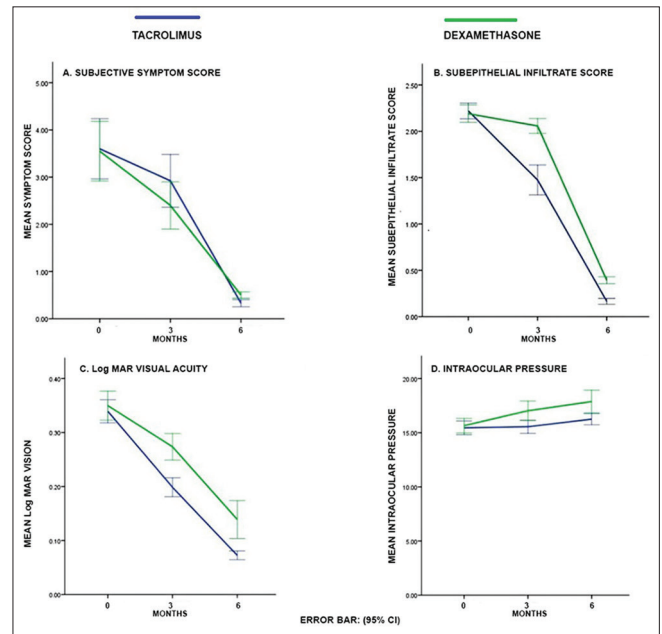 TACROLIMUS
DEXAMETHASONE
A. SUBJECTIVE SYMPTOM SCORE
MEAN SYMPTOM SCORE
5.00
4.00
3.00
2.00
1.00
0.00
0 3 6
MONTHS
B. SUBEPITHELIAL INFILTRATE SCORE
MEAN SUBEPITHELIAL INFILTRATE SCORE
2.50
2.00
1.50
1.00
0.50
0.00
0 3 6
MONTHS
C. Log MAR VISUAL ACUITY
MEAN Log MAR VISION
0.40
0.30
0.20
0.10
0.00
0 3 6
MONTHS
D. INTRAOCULAR PRESSURE
MEAN INTRAOCULAR PRESSURE
20.00
15.00
10.00
5.00
0.00
0 3 6
MONTHS
ERROR BAR: (95% CI)